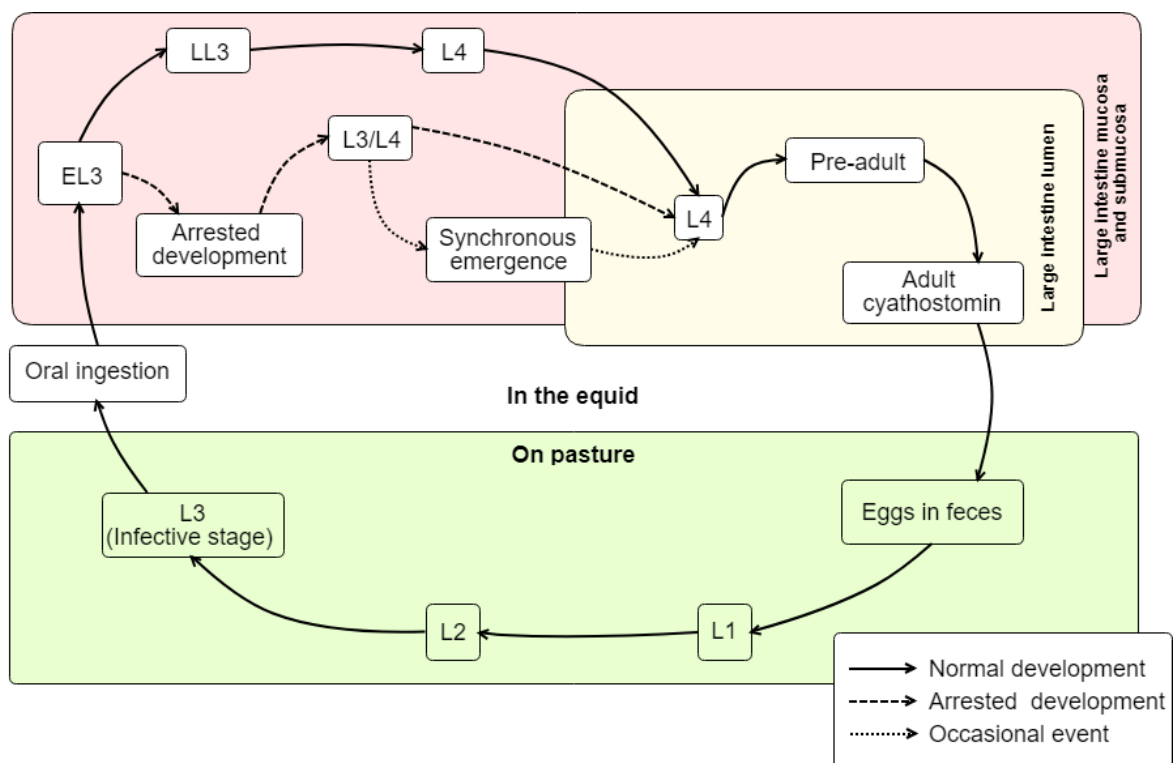 LL3
L4
L3/L4
EL3
Arrested
development
Synchronous
emergence
L4
Pre-adult
Adult
cyathostomin
Large intestine lumen
Large intestine mucosa
and submucosa
Oral ingestion
In the equid
On pasture
L3
(Infective stage)
Eggs in feces
L2
L1
Normal development
Arrested development
Occasional event